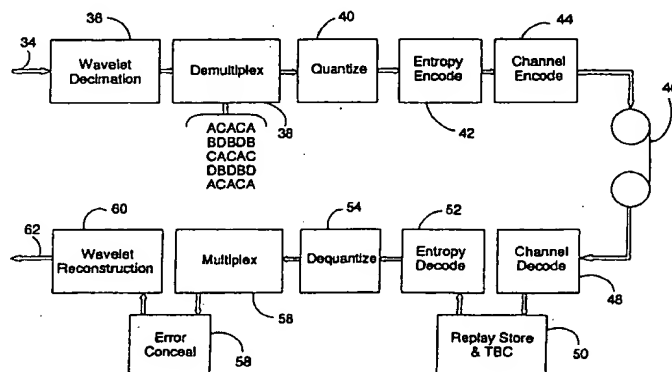 36
40
44
34
Wavelet
Decimation
Demultiplex
Quantize
Entropy
Encode
Channel
Encode
38
42
ACACA
BDBDB
CACAC
DBDBD
ACACA
60
54
52
62
Wavelet
Reconstruction
Multiplex
Dequantize
Entropy
Decode
Channel
Decode
58
48
Error
Conceal
58
Replay Store
& TBC
50